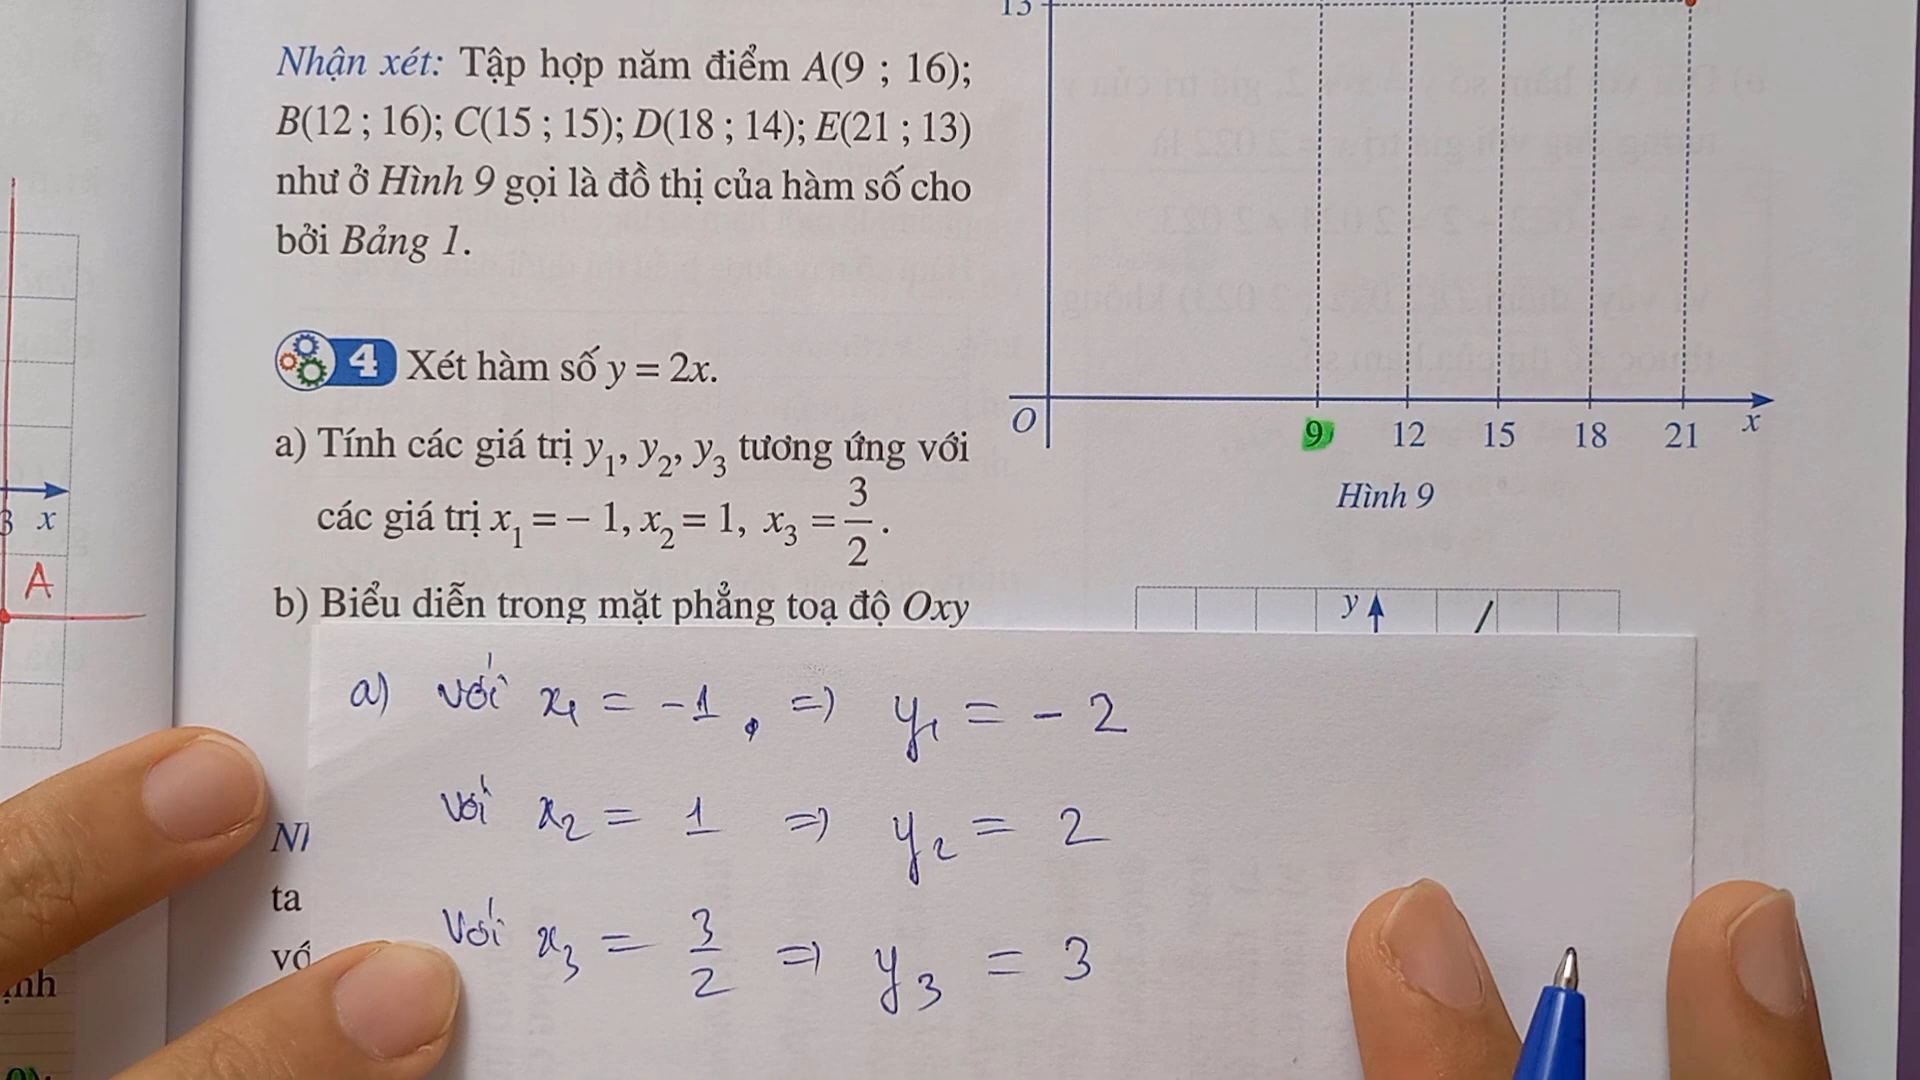 Nhận xét: Tập hợp năm điểm A(9 ; 16);
B(12 ; 16); C(15 ; 15); D(18 ; 14); E(21 ; 13)
như ở Hình 9 gọi là đồ thị của hàm số cho
bởi Bảng 1.
4 Xét hàm số y = 2x.
a) Tính các giá trị y₁, y₂, y₃ tương ứng với
các giá trị x₁ = – 1, x₂ = 1, x₃ = 3/2.
b) Biểu diễn trong mặt phẳng toạ độ Oxy
13
O 9 12 15 18 21 x
Hình 9
y
a) với x₁ = -1, => y₁ = - 2
với x₂ = 1 => y₂ = 2
Với x₃ = 3/2 => y₃ = 3
ta
3 x
A